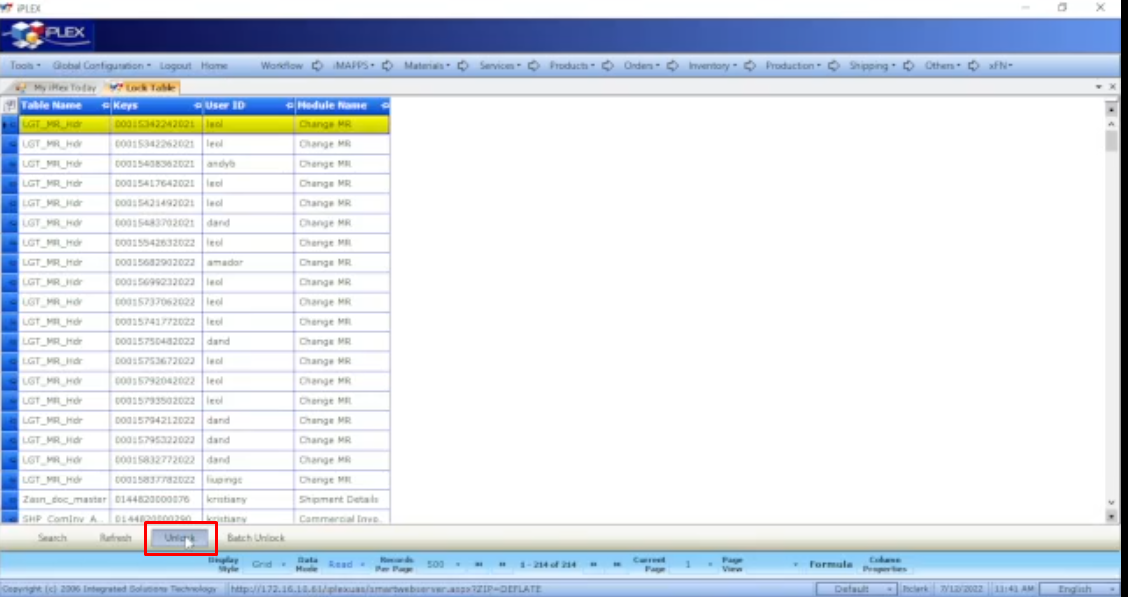 iPLEX
PLEX
Tools Global Configuration Logout Home Workflow iMAPPS Materials Services Products Orders Inventory Production Shipping Others xFN
My iPlex Today Lock Table
Table Name Keys User ID Module Name
LGT_MR_Hdr 00015342242021 leol Change MR
LGT_MR_Hdr 00015342262021 leol Change MR
LGT_MR_Hdr 00015408362021 andyb Change MR
LGT_MR_Hdr 00015417642021 leol Change MR
LGT_MR_Hdr 00015421492021 leol Change MR
LGT_MR_Hdr 00015483702021 dand Change MR
LGT_MR_Hdr 00015542632022 leol Change MR
LGT_MR_Hdr 00015682902022 amador Change MR
LGT_MR_Hdr 00015699232022 leol Change MR
LGT_MR_Hdr 00015737062022 leol Change MR
LGT_MR_Hdr 00015741772022 leol Change MR
LGT_MR_Hdr 00015750482022 dand Change MR
LGT_MR_Hdr 00015753672022 leol Change MR
LGT_MR_Hdr 00015792042022 leol Change MR
LGT_MR_Hdr 00015793502022 leol Change MR
LGT_MR_Hdr 00015794212022 dand Change MR
LGT_MR_Hdr 00015795322022 dand Change MR
LGT_MR_Hdr 00015832772022 dand Change MR
LGT_MR_Hdr 00015837782022 Change MR
Zasn_doc_master 0144820000076 kristiany Shipment Details
SHP_ComInv_A... 0144820000290 kristiany Commercial Invo...
Search Refresh Unlock Batch Unlock
Display Style Grid Data Mode Read Records Per Page 500 1 - 214 of 214 Current Page 1 Page View Formula Column Properties
Copyright (c) 2006 Integrated Solutions Technology http://172.16.10.61/iplexuas/smartwebserver.aspx?ZIP=DEFLATE Default 7/12/2022 11:41 AM English